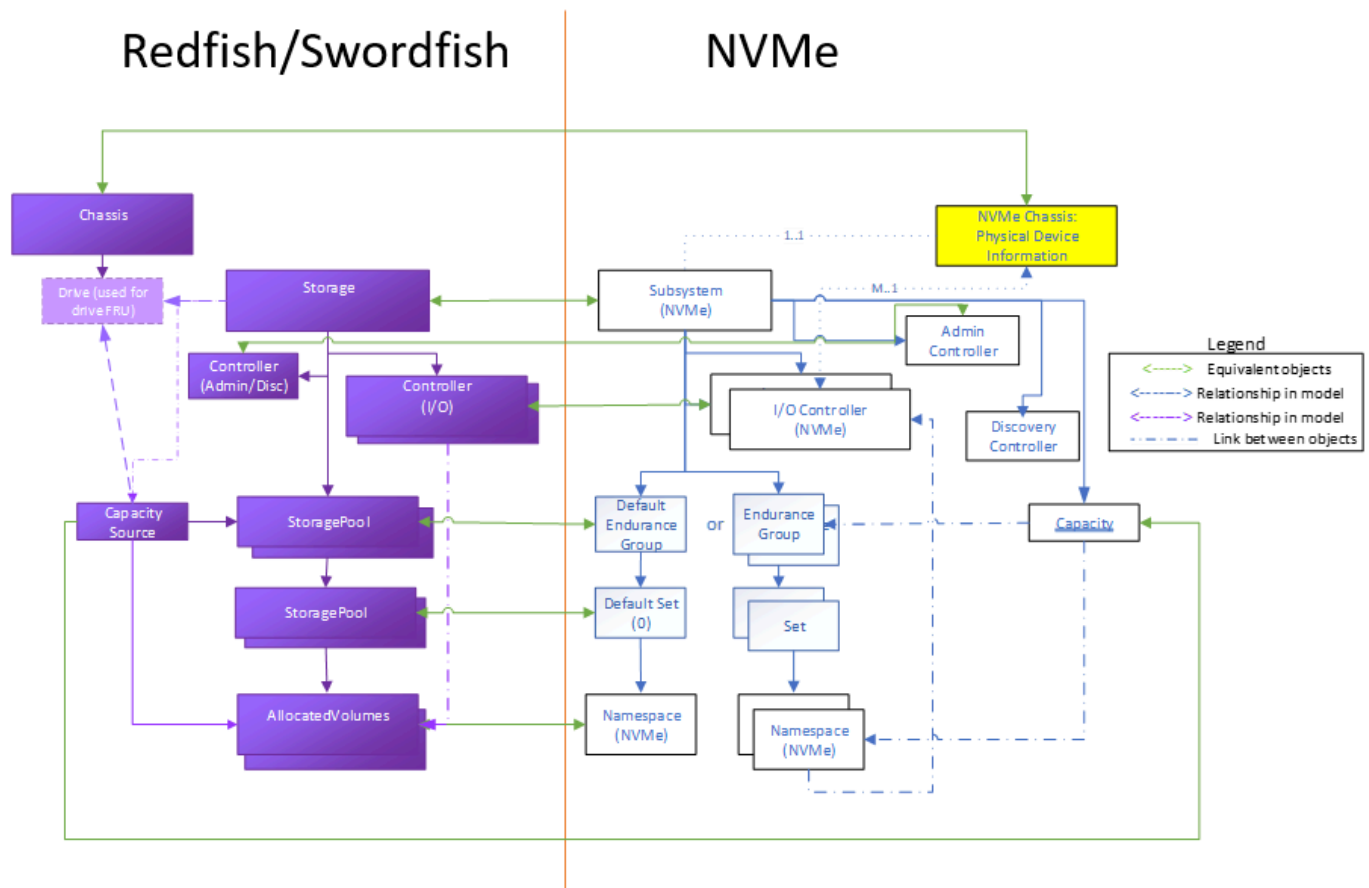 Redfish/Swordfish
NVMe
Chassis
NVMe Chassis:
Physical Device
Information
1..1
Drive (used for
drive FRU)
Storage
Subsystem
(NVMe)
M..1
Admin
Controller
Controller
(Admin/Disc)
Controller
(I/O)
I/O Controller
(NVMe)
Discovery
Controller
Legend
Equivalent objects
Relationship in model
Relationship in model
Link between objects
Capacity
Source
StoragePool
Default
Endurance
Group
or
Endurance
Group
Capacity
StoragePool
Default Set
(0)
Set
AllocatedVolumes
Namespace
(NVMe)
Namespace
(NVMe)